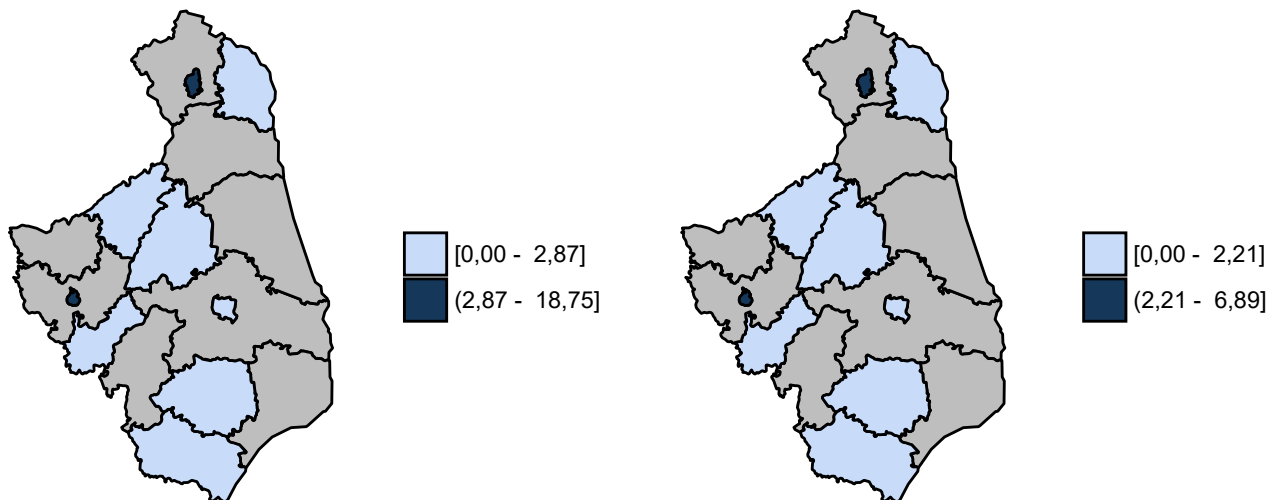 [0,00 -  2,87]
(2,87 -  18,75]
[0,00 -  2,21]
(2,21 -  6,89]